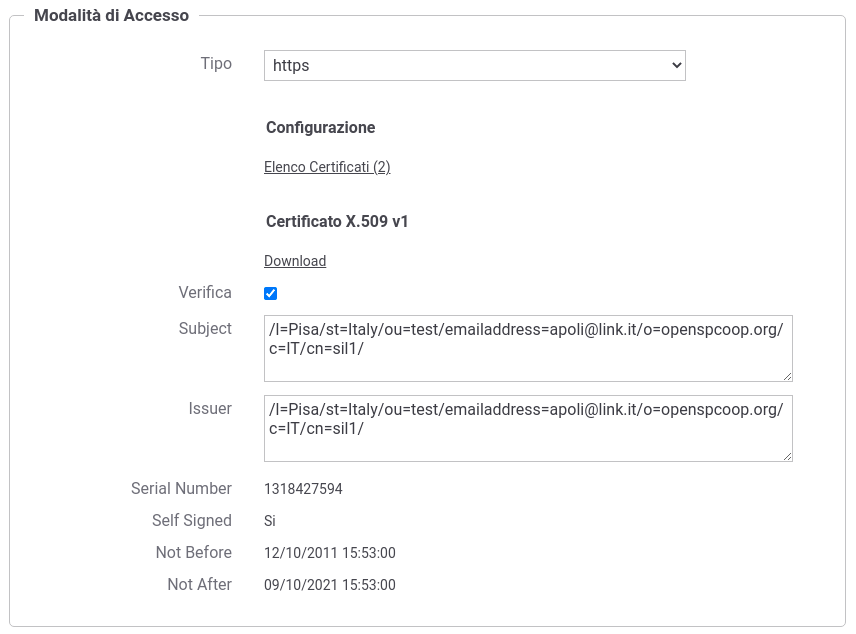 Modalità di Accesso
Tipo https
Configurazione
Elenco Certificati (2)
Certificato X.509 v1
Download
Verifica
Subject /l=Pisa/st=Italy/ou=test/emailaddress=apoli@link.it/o=openspcoop.org/
c=IT/cn=sil1/
Issuer /l=Pisa/st=Italy/ou=test/emailaddress=apoli@link.it/o=openspcoop.org/
c=IT/cn=sil1/
Serial Number 1318427594
Self Signed Si
Not Before 12/10/2011 15:53:00
Not After 09/10/2021 15:53:00